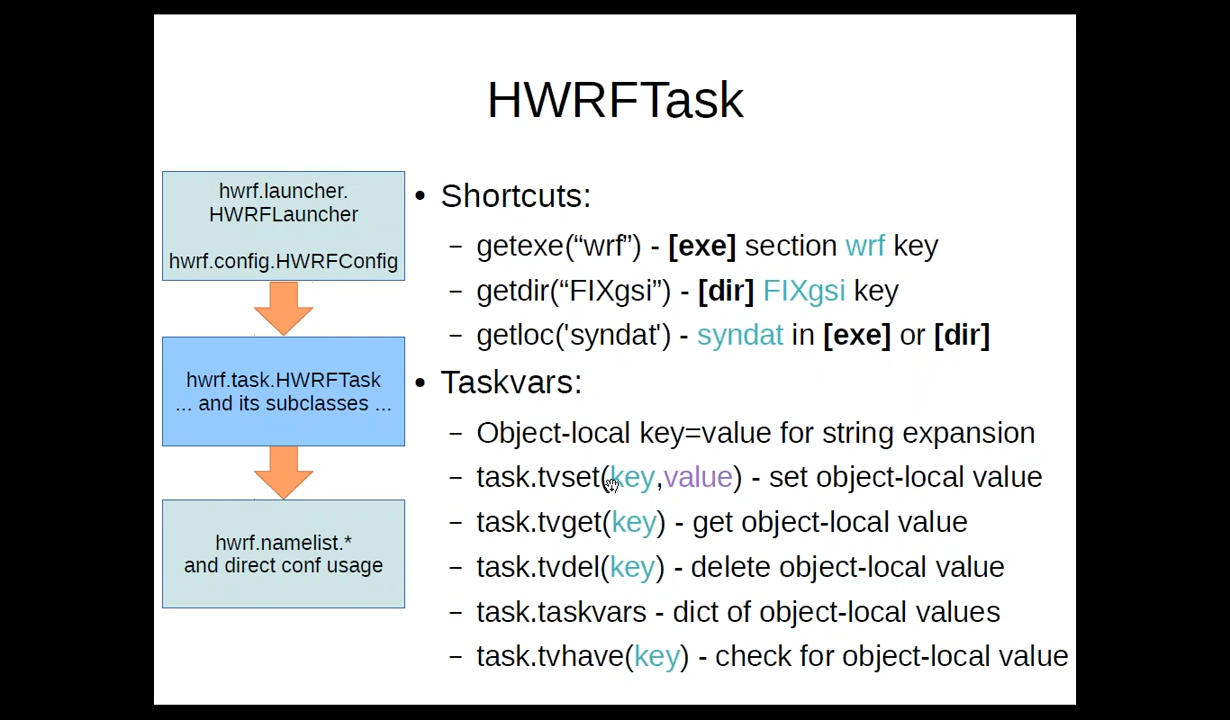 HWRFTask
hwrf.launcher.
HWRFLauncher
hwrf.config.HWRFConfig
hwrf.task.HWRFTask
... and its subclasses ...
hwrf.namelist.*
and direct conf usage
• Shortcuts:
– getexe(“wrf”) - [exe] section wrf key
– getdir(“FIXgsi”) - [dir] FIXgsi key
– getloc('syndat') - syndat in [exe] or [dir]
• Taskvars:
– Object-local key=value for string expansion
– task.tvset(key,value) - set object-local value
– task.tvget(key) - get object-local value
– task.tvdel(key) - delete object-local value
– task.taskvars - dict of object-local values
– task.tvhave(key) - check for object-local value